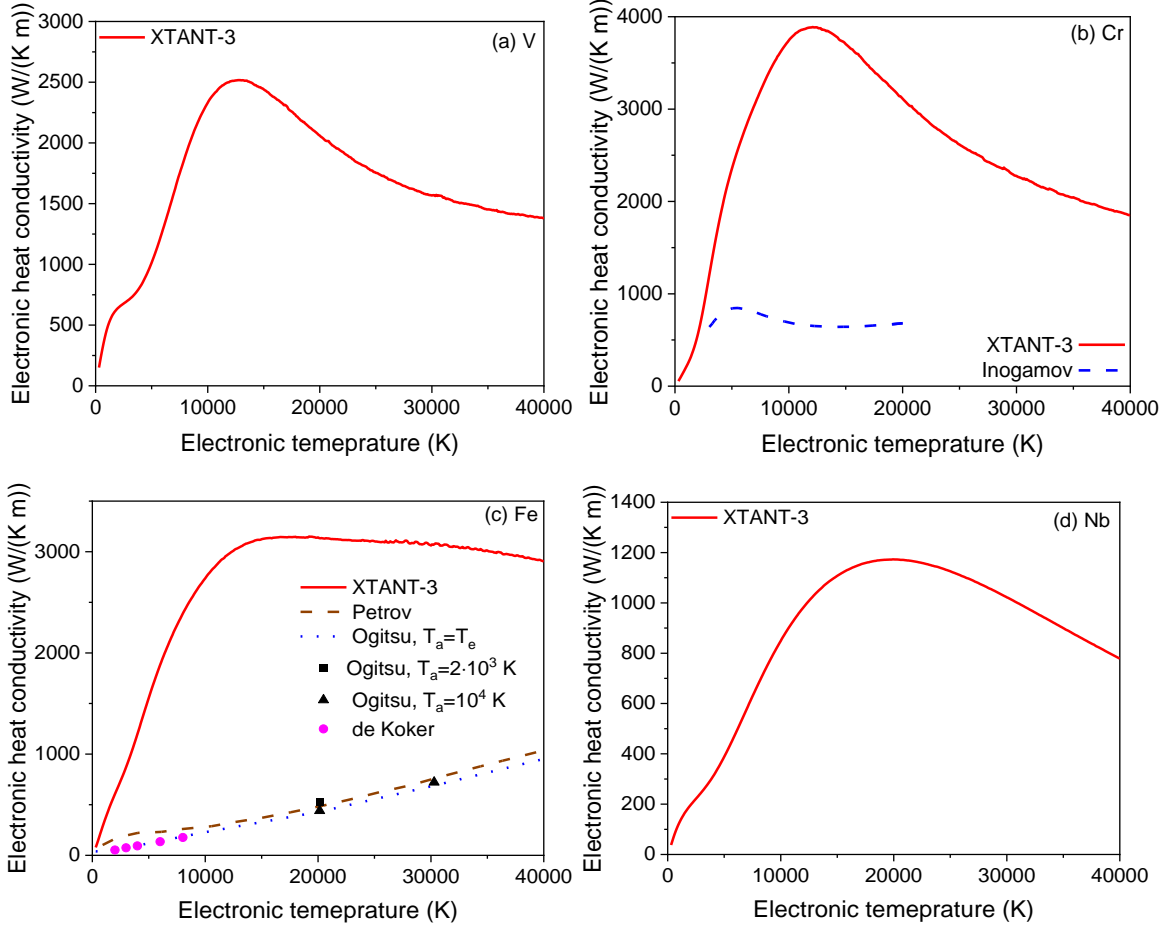 Electronic heat conductivity (W/(K m))
3000
2500
2000
1500
1000
500
0
XTANT-3
(a) V
0 10000 20000 30000 40000
Electronic temeprature (K)
Electronic heat conductivity (W/(K m))
4000
3000
2000
1000
0
(b) Cr
XTANT-3
Inogamov
0 10000 20000 30000 40000
Electronic temeprature (K)
Electronic heat conductivity (W/(K m))
3000
2000
1000
0
(c) Fe
XTANT-3
Petrov
Ogitsu, Tₐ=Tₑ
Ogitsu, Tₐ=2·10³ K
Ogitsu, Tₐ=10⁴ K
de Koker
0 10000 20000 30000 40000
Electronic temeprature (K)
Electronic heat conductivity (W/(K m))
1400
1200
1000
800
600
400
200
0
XTANT-3
(d) Nb
0 10000 20000 30000 40000
Electronic temeprature (K)